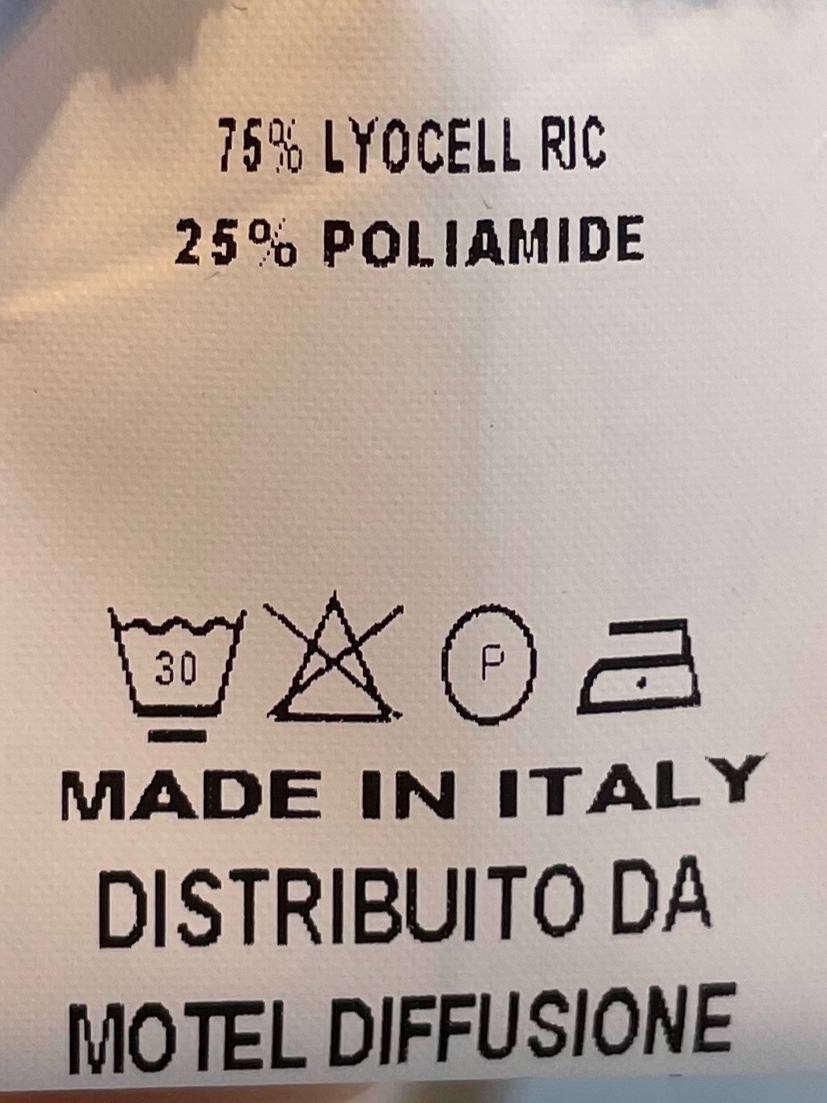 75% LYOCELL RIC
25% POLIAMIDE
30 P
MADE IN ITALY
DISTRIBUITO DA
MOTEL DIFFUSIONE